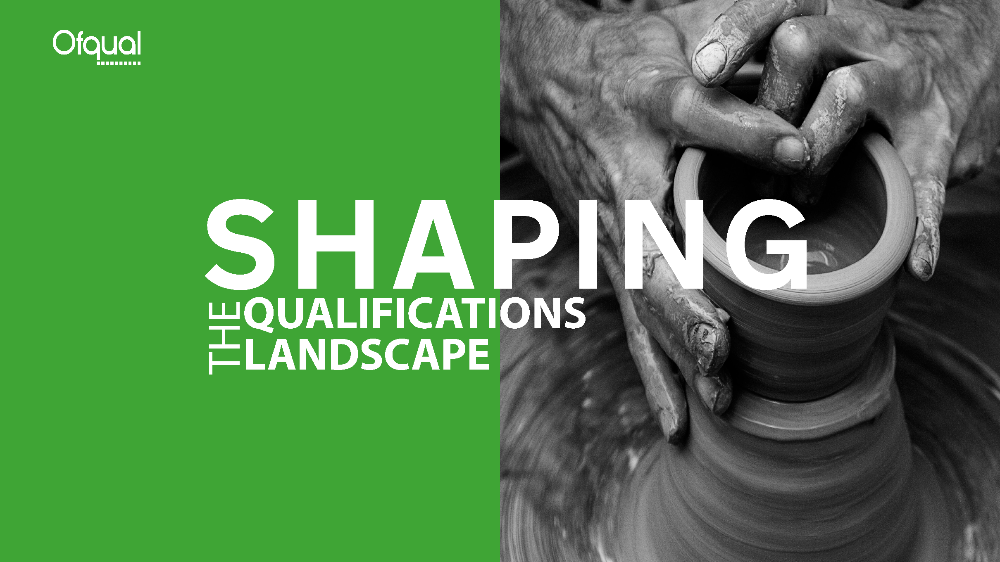 Ofqual
SHAPING
THE
QUALIFICATIONS
LANDSCAPE